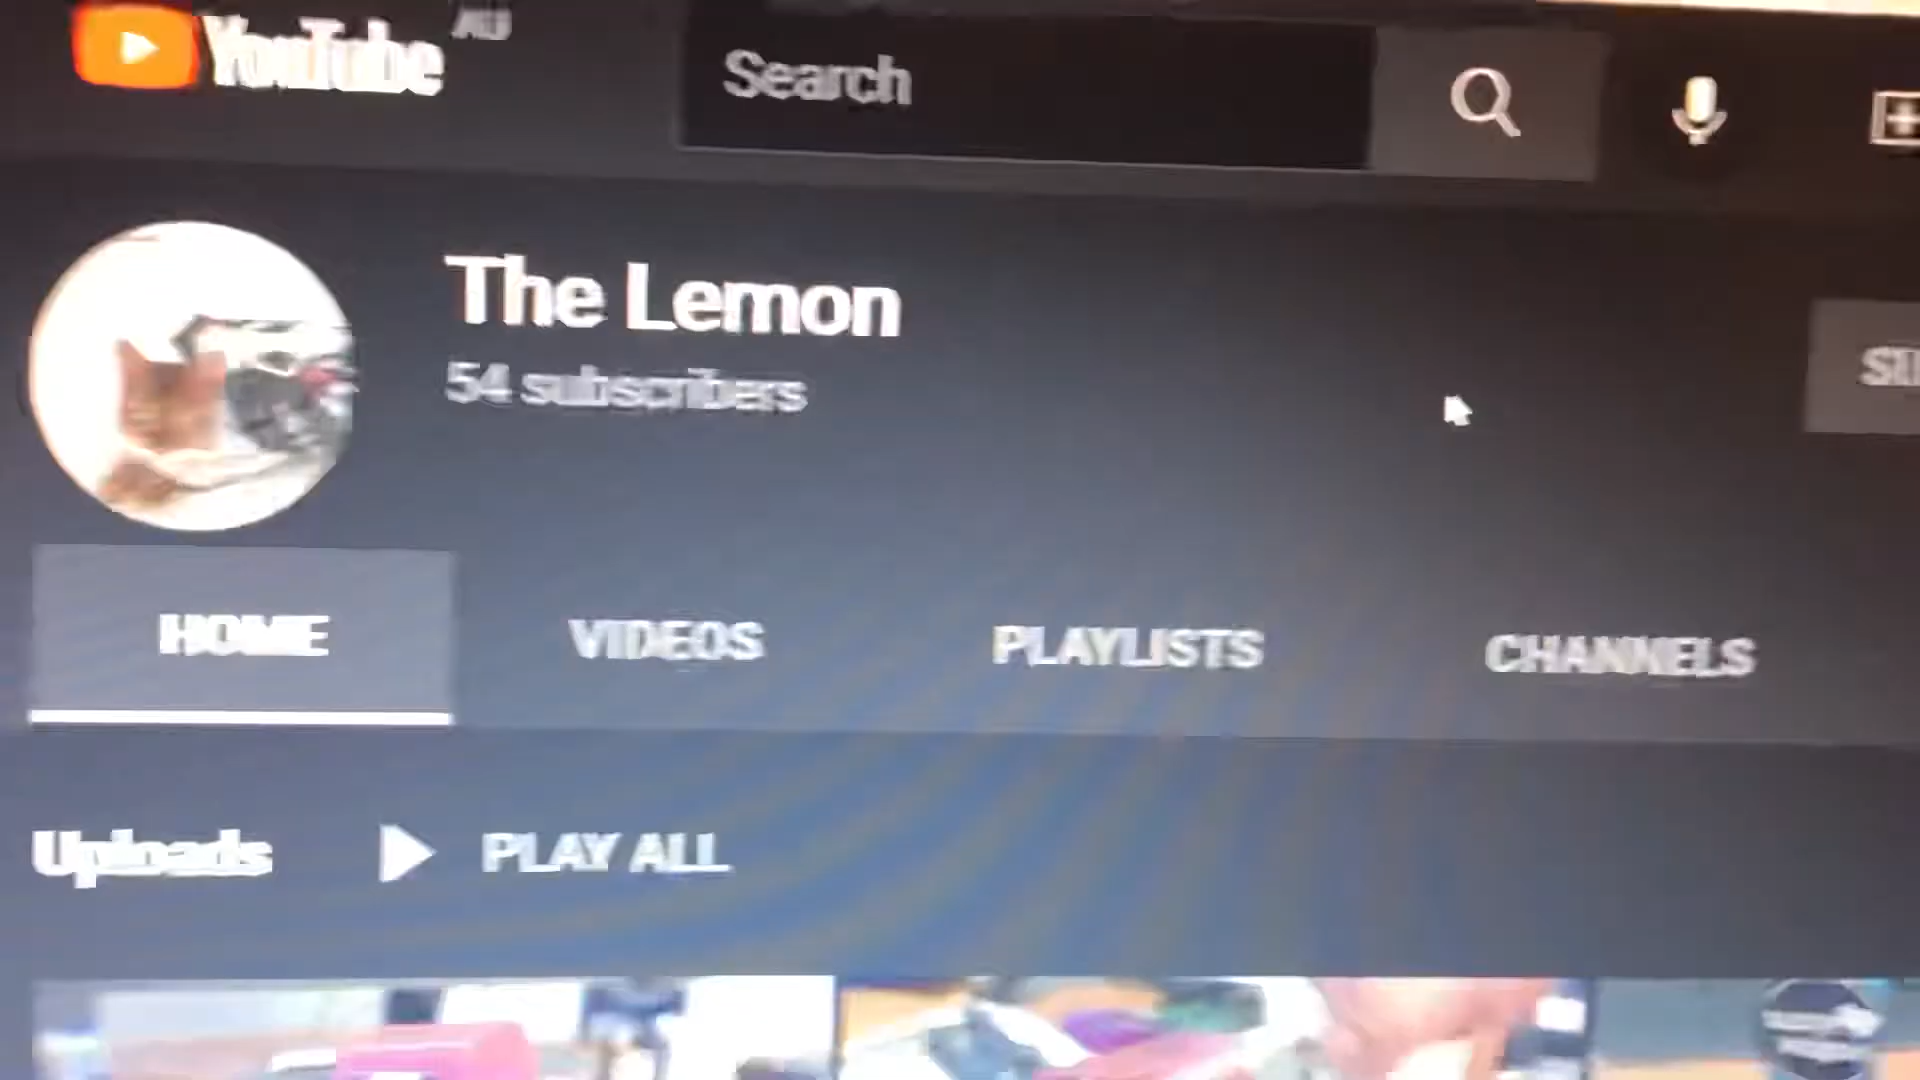 YouTube AU
Search
The Lemon
54 subscribers
HOME VIDEOS PLAYLISTS CHANNELS
Uploads PLAY ALL